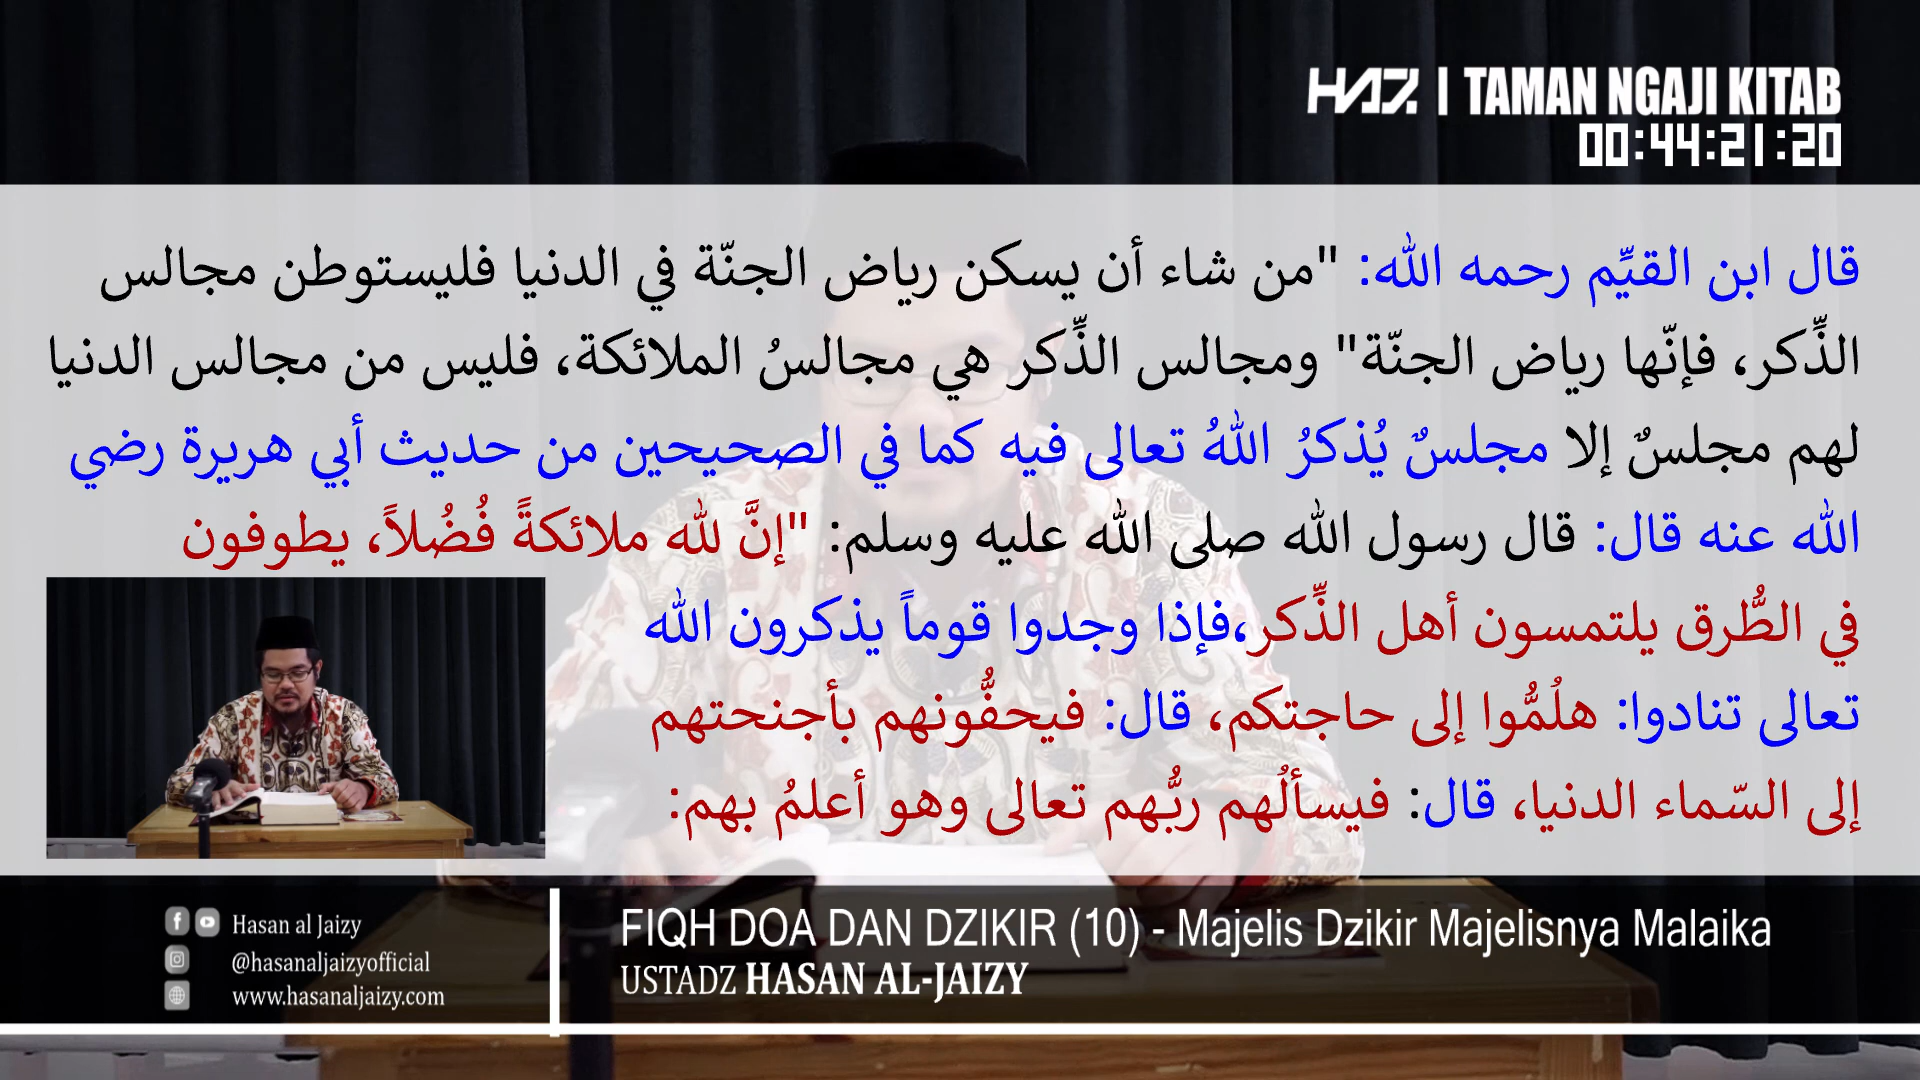 HAZ. | TAMAN NGAJI KITAB
00:44:21:20
قال ابن القيِّم رحمه الله: "من شاء أن يسكن رياض الجنّة في الدنيا فليستوطن مجالس
الذِّكر، فإنّها رياض الجنّة" ومجالس الذِّكر هي مجالسُ الملائكة، فليس من مجالس الدنيا
لهم مجلسٌ إلا مجلسٌ يُذكرُ اللهُ تعالى فيه كما في الصحيحين من حديث أبي هريرة رضي
الله عنه قال: قال رسول الله صلى الله عليه وسلم: "إنَّ لله ملائكةً فُضُلاً، يطوفون
في الطُّرق يلتمسون أهل الذِّكر،فإذا وجدوا قوماً يذكرون الله
تعالى تنادوا: هلُمُّوا إلى حاجتكم، قال: فيحفُّونهم بأجنحتهم
إلى السّماء الدنيا، قال: فيسألُهم ربُّهم تعالى وهو أعلمُ بهم:
Hasan al Jaizy
@hasanaljaizyofficial
www.hasanaljaizy.com
FIQH DOA DAN DZIKIR (10) - Majelis Dzikir Majelisnya Malaika
USTADZ HASAN AL-JAIZY